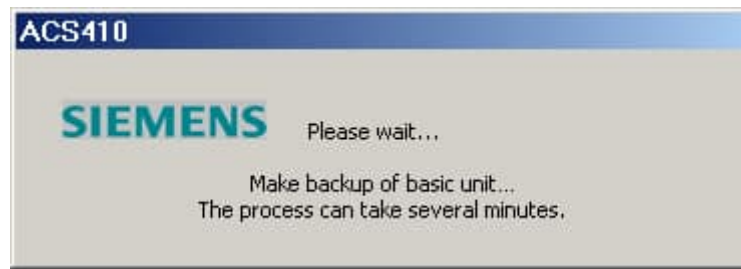 ACS410
SIEMENS
Please wait...
Make backup of basic unit...
The process can take several minutes.